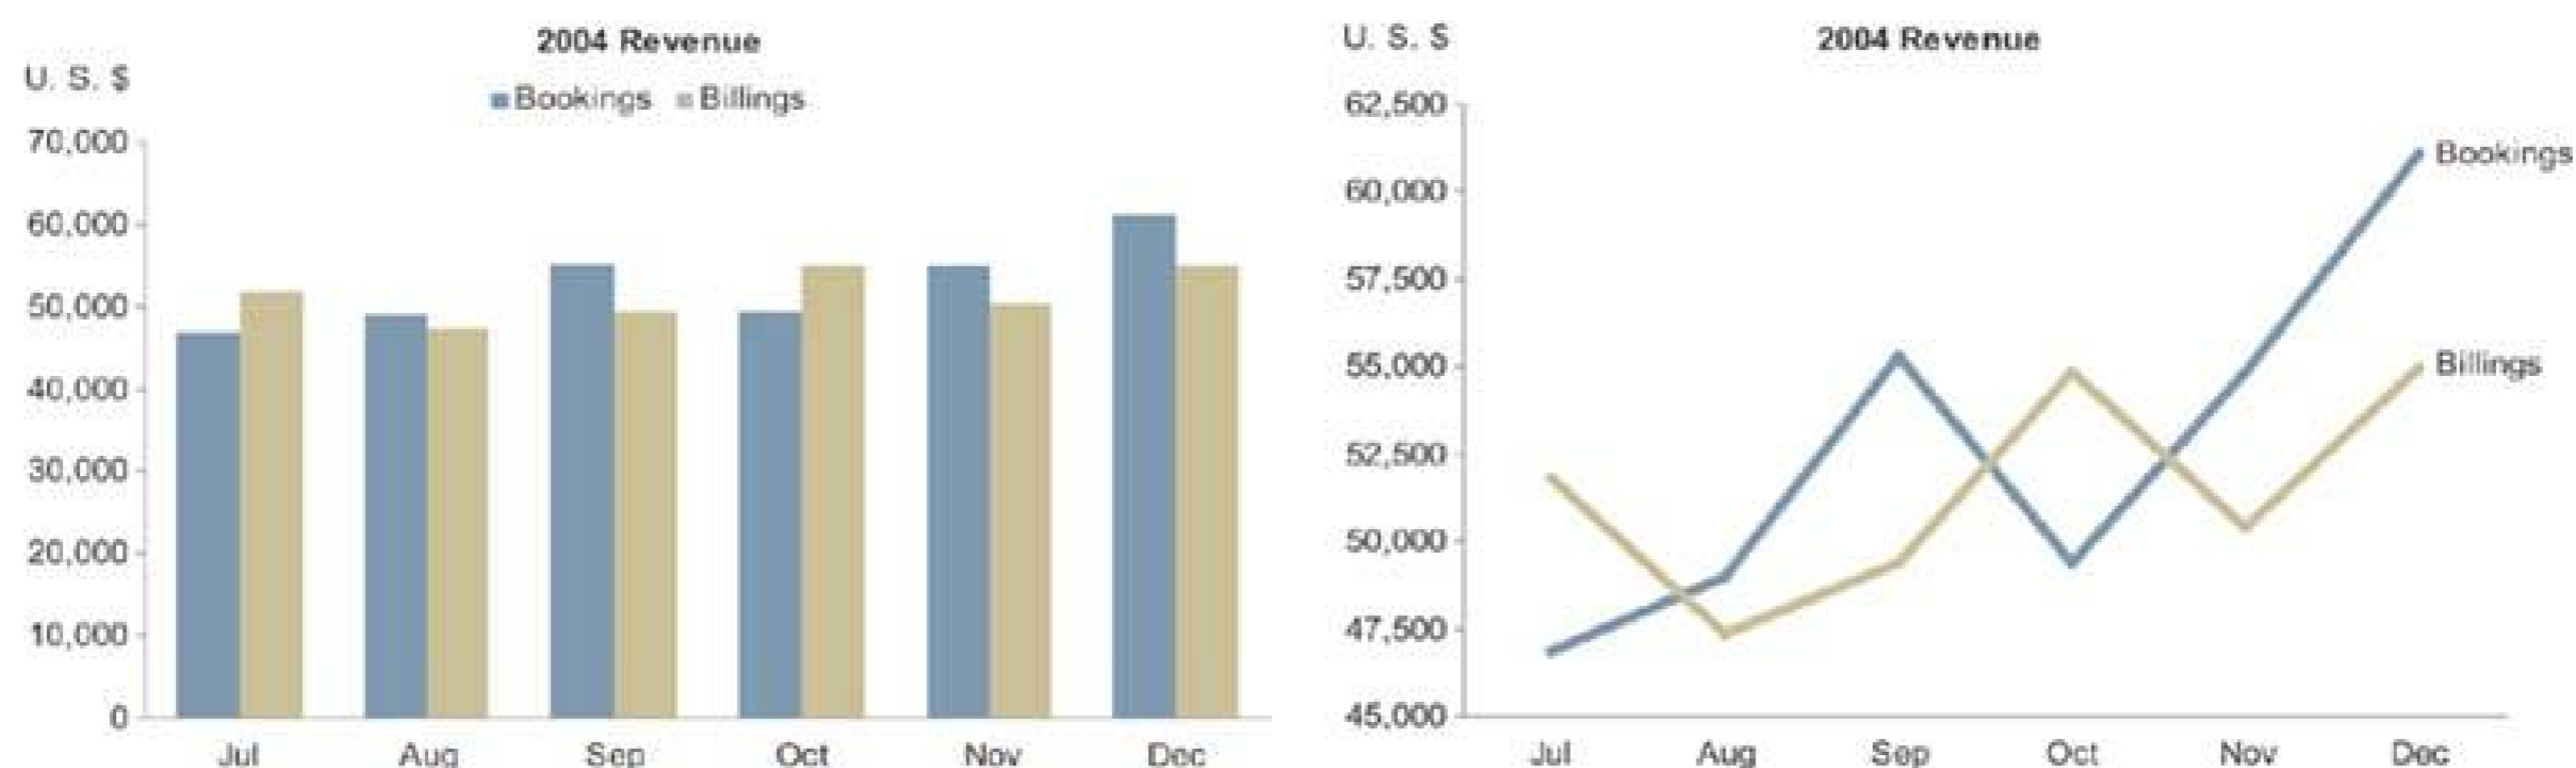 2004 Revenue
U. S. $
Bookings Billings
70,000
60,000
50,000
40,000
30,000
20,000
10,000
0
Jul Aug Sep Oct Nov Dec
U. S. $
2004 Revenue
62,500
Bookings
60,000
57,500
55,000
Billings
52,500
50,000
47,500
45,000
Jul Aug Sep Oct Nov Dec